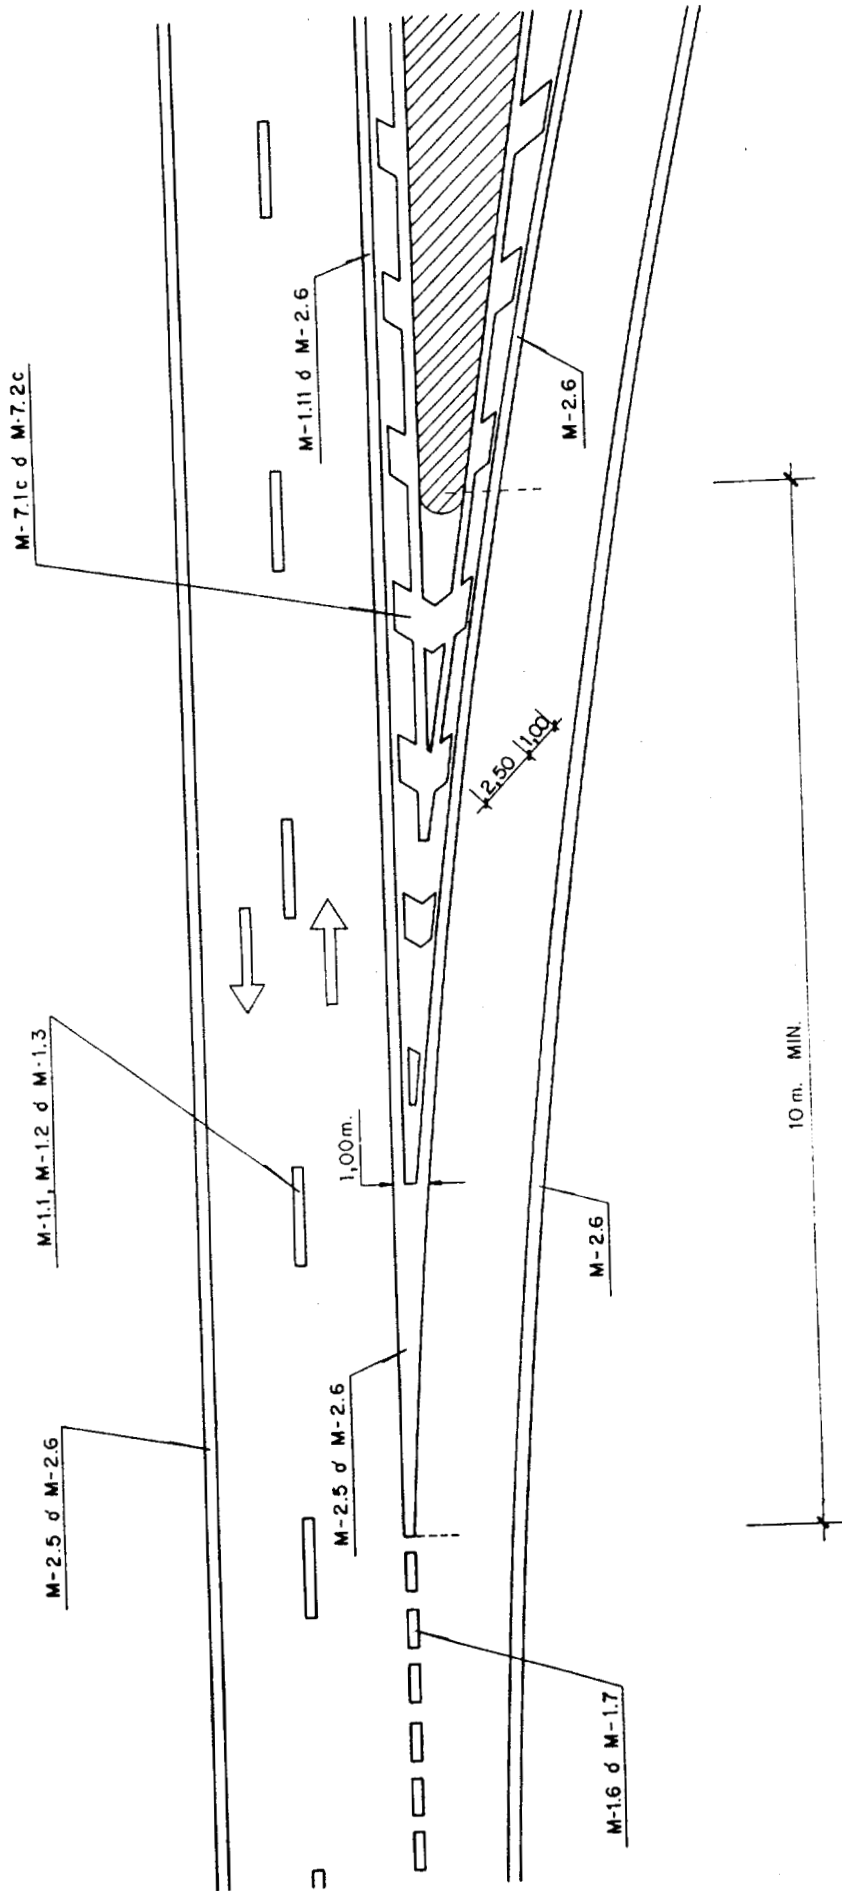 M-7.1c ó M-7.2c
M-1.11 ó M-2.6
M-2.6
2,50
1,00
M-1.1, M-1.2 ó M-1.3
1,00m.
10 m. MIN.
M-2.6
M-2.5 ó M-2.6
M-2.5 ó M-2.6
M-1.6 ó M-1.7